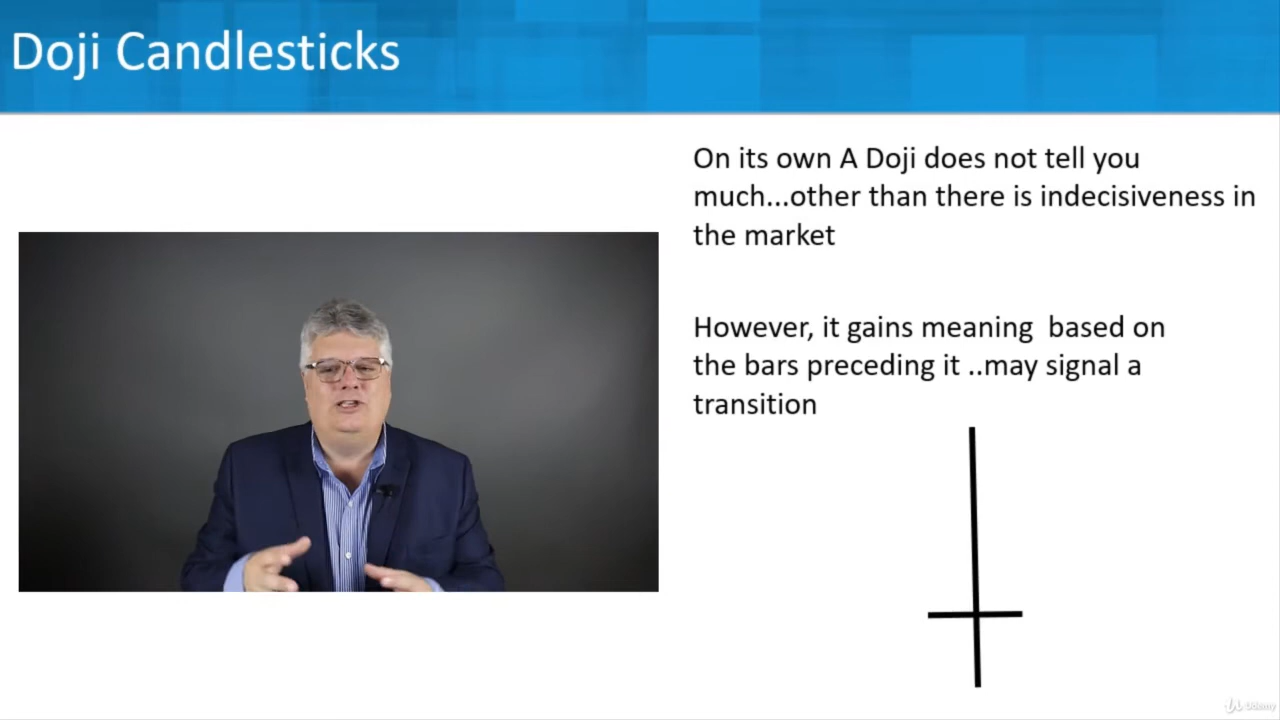 Doji Candlesticks
On its own A Doji does not tell you
much...other than there is indecisiveness in
the market
However, it gains meaning  based on
the bars preceding it ..may signal a
transition
Udemy